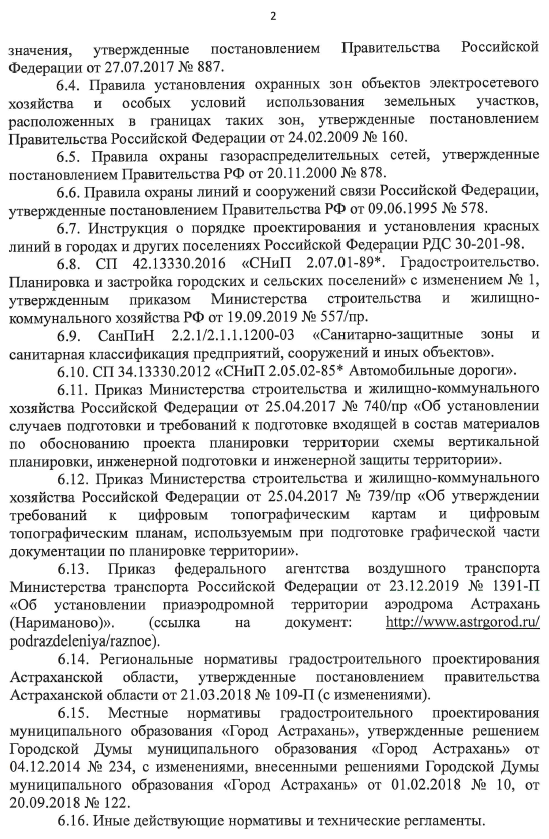 2
значения, утвержденные постановлением Правительства Российской
Федерации от 27.07.2017 № 887.
6.4. Правила установления охранных зон объектов электросетевого
хозяйства и особых условий использования земельных участков,
расположенных в границах таких зон, утвержденные постановлением
Правительства Российской Федерации от 24.02.2009 № 160.
6.5. Правила охраны газораспределительных сетей, утвержденные
постановлением Правительства РФ от 20.11.2000 № 878.
6.6. Правила охраны линий и сооружений связи Российской Федерации,
утвержденные постановлением Правительства РФ от 09.06.1995 № 578.
6.7. Инструкция о порядке проектирования и установления красных
линий в городах и других поселениях Российской Федерации РДС 30-201-98.
6.8. СП 42.13330.2016 «СНиП 2.07.01-89*. Градостроительство.
Планировка и застройка городских и сельских поселений» с изменением № 1,
утвержденным приказом Министерства строительства и жилищно-
коммунального хозяйства РФ от 19.09.2019 № 557/пр.
6.9. СанПиН 2.2.1/2.1.1.1200-03 «Санитарно-защитные зоны и
санитарная классификация предприятий, сооружений и иных объектов».
6.10. СП 34.13330.2012 «СНиП 2.05.02-85* Автомобильные дороги».
6.11. Приказ Министерства строительства и жилищно-коммунального
хозяйства Российской Федерации от 25.04.2017 № 740/пр «Об установлении
случаев подготовки и требований к подготовке входящей в состав материалов
по обоснованию проекта планировки территории схемы вертикальной
планировки, инженерной подготовки и инженерной защиты территории».
6.12. Приказ Министерства строительства и жилищно-коммунального
хозяйства Российской Федерации от 25.04.2017 № 739/пр «Об утверждении
требований к цифровым топографическим картам и цифровым
топографическим планам, используемым при подготовке графической части
документации по планировке территории».
6.13. Приказ федерального агентства воздушного транспорта
Министерства транспорта Российской Федерации от 23.12.2019 № 1391-П
«Об установлении приаэродромной территории аэродрома Астрахань
(Нариманово)». (ссылка на документ: http://www.astrgorod.ru/
podrazdeleniya/raznoe).
6.14. Региональные нормативы градостроительного проектирования
Астраханской области, утвержденные постановлением правительства
Астраханской области от 21.03.2018 № 109-П (с изменениями).
6.15. Местные нормативы градостроительного проектирования
муниципального образования «Город Астрахань», утвержденные решением
Городской Думы муниципального образования «Город Астрахань» от
04.12.2014 № 234, с изменениями, внесенными решениями Городской Думы
муниципального образования «Город Астрахань» от 01.02.2018 № 10, от
20.09.2018 № 122.
6.16. Иные действующие нормативы и технические регламенты.